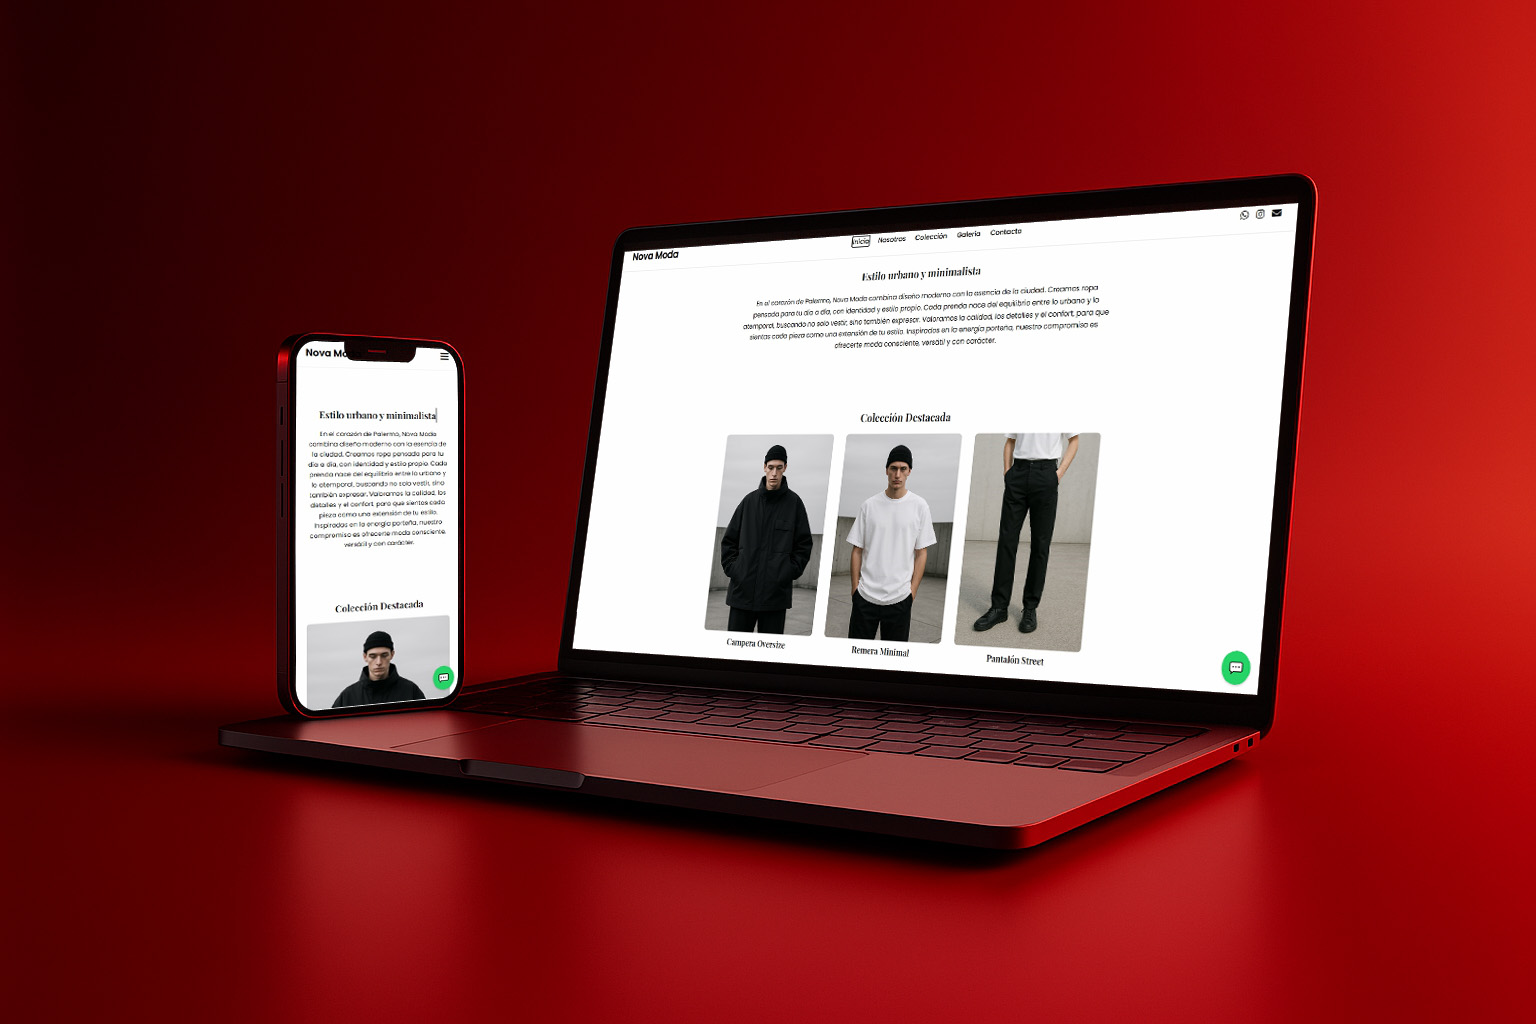 Nova Moda
Inicio
Nosotros
Colección
Galería
Contacto
Estilo urbano y minimalista
En el corazón de Palermo, Nova Moda combina diseño moderno con la esencia de la ciudad. Creamos ropa
pensada para tu día a día, con identidad y estilo propio. Cada prenda nace del equilibrio entre lo urbano y lo
atemporal, buscando no solo vestir, sino también expresar. Valoramos la calidad, los detalles y el confort, para que
sientas cada pieza como una extensión de tu estilo. Inspirados en la energía porteña, nuestro compromiso es
ofrecerte moda consciente, versátil y con carácter.
Colección Destacada
Campera Oversize
Remera Minimal
Pantalón Street
Nova Mo
Estilo urbano y minimalista
En el corazón de Palermo, Nova Moda
combina diseño moderno con la esencia de
la ciudad. Creamos ropa pensada para tu
día a día, con identidad y estilo propio. Cada
prenda nace del equilibrio entre lo urbano y
lo atemporal, buscando no solo vestir, sino
también expresar. Valoramos la calidad, los
detalles y el confort, para que sientas cada
pieza como una extensión de tu estilo.
Inspirados en la energía porteña, nuestro
compromiso es ofrecerte moda consciente,
versátil y con carácter.
Colección Destacada